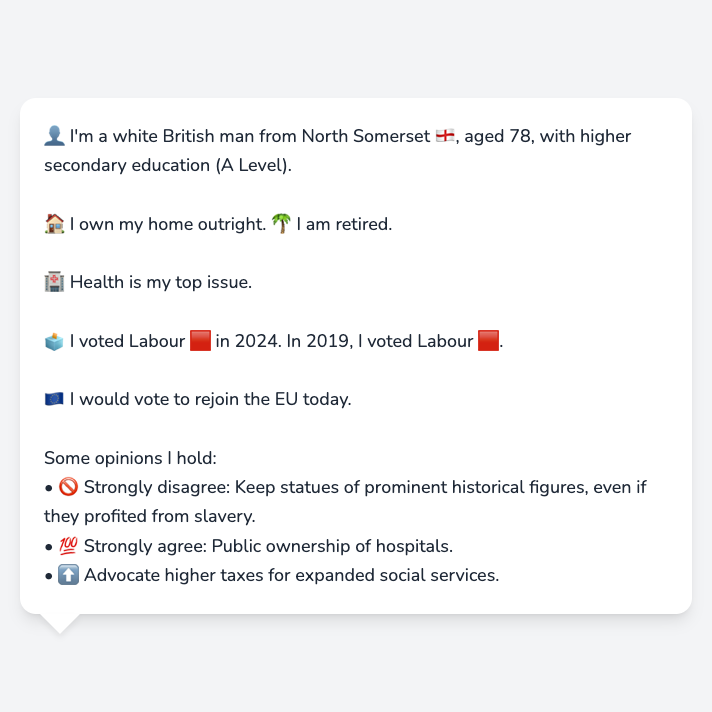 👤 I'm a white British man from North Somerset 🏴󠁧󠁢󠁥󠁮󠁧󠁿, aged 78, with higher
secondary education (A Level).
🏠 I own my home outright. 🌴 I am retired.
🏥 Health is my top issue.
🗳️ I voted Labour 🟥 in 2024. In 2019, I voted Labour 🟥.
🇪🇺 I would vote to rejoin the EU today.
Some opinions I hold:
• 🚫 Strongly disagree: Keep statues of prominent historical figures, even if
they profited from slavery.
• 💯 Strongly agree: Public ownership of hospitals.
• ⬆️ Advocate higher taxes for expanded social services.